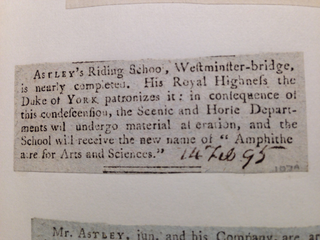 ASTLEY's Riding School, Weſtminſter-bridge,
is nearly completed. His Royal Highneſs the
Duke of YORK patronizes it: in conſequence of
this condeſcenſion, the Scenic and Horſe Depart-
ments will undergo material alteration, and the
School will receive the new name of " Amphithe
atre for Arts and Sciences." 14 Feb 95
Mr. ASTLEY, jun. and his Company are